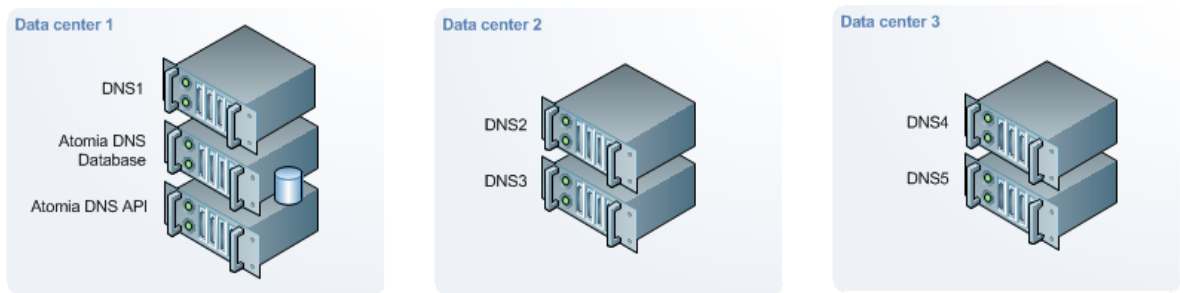 Data center 1
DNS1
Atomia DNS
Database
Atomia DNS API
Data center 2
DNS2
DNS3
Data center 3
DNS4
DNS5